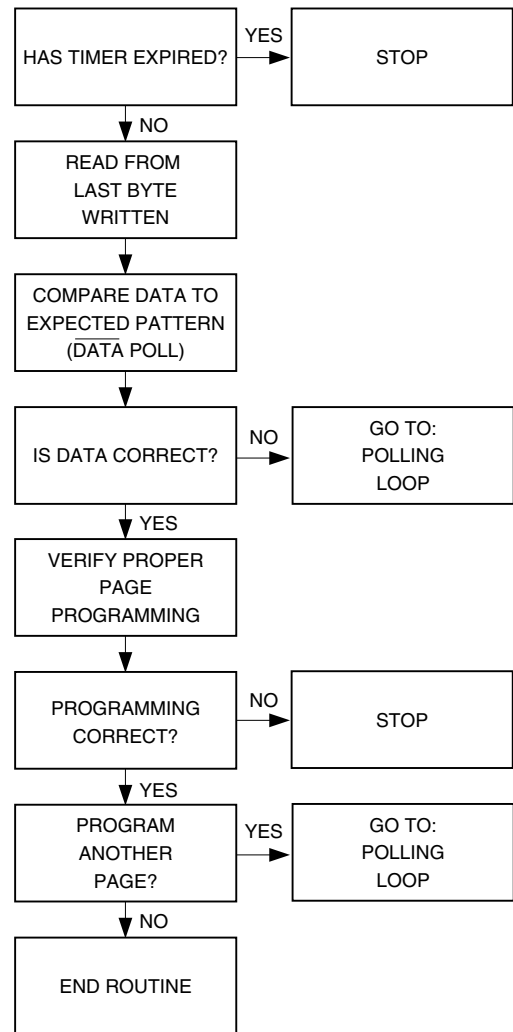 HAS TIMER EXPIRED?
YES
STOP
NO
READ FROM
LAST BYTE
WRITTEN
COMPARE DATA TO
EXPECTED PATTERN
(D̅A̅T̅A̅ POLL)
IS DATA CORRECT?
NO
GO TO:
POLLING
LOOP
YES
VERIFY PROPER
PAGE
PROGRAMMING
PROGRAMMING
CORRECT?
NO
STOP
YES
PROGRAM
ANOTHER
PAGE?
YES
GO TO:
POLLING
LOOP
NO
END ROUTINE